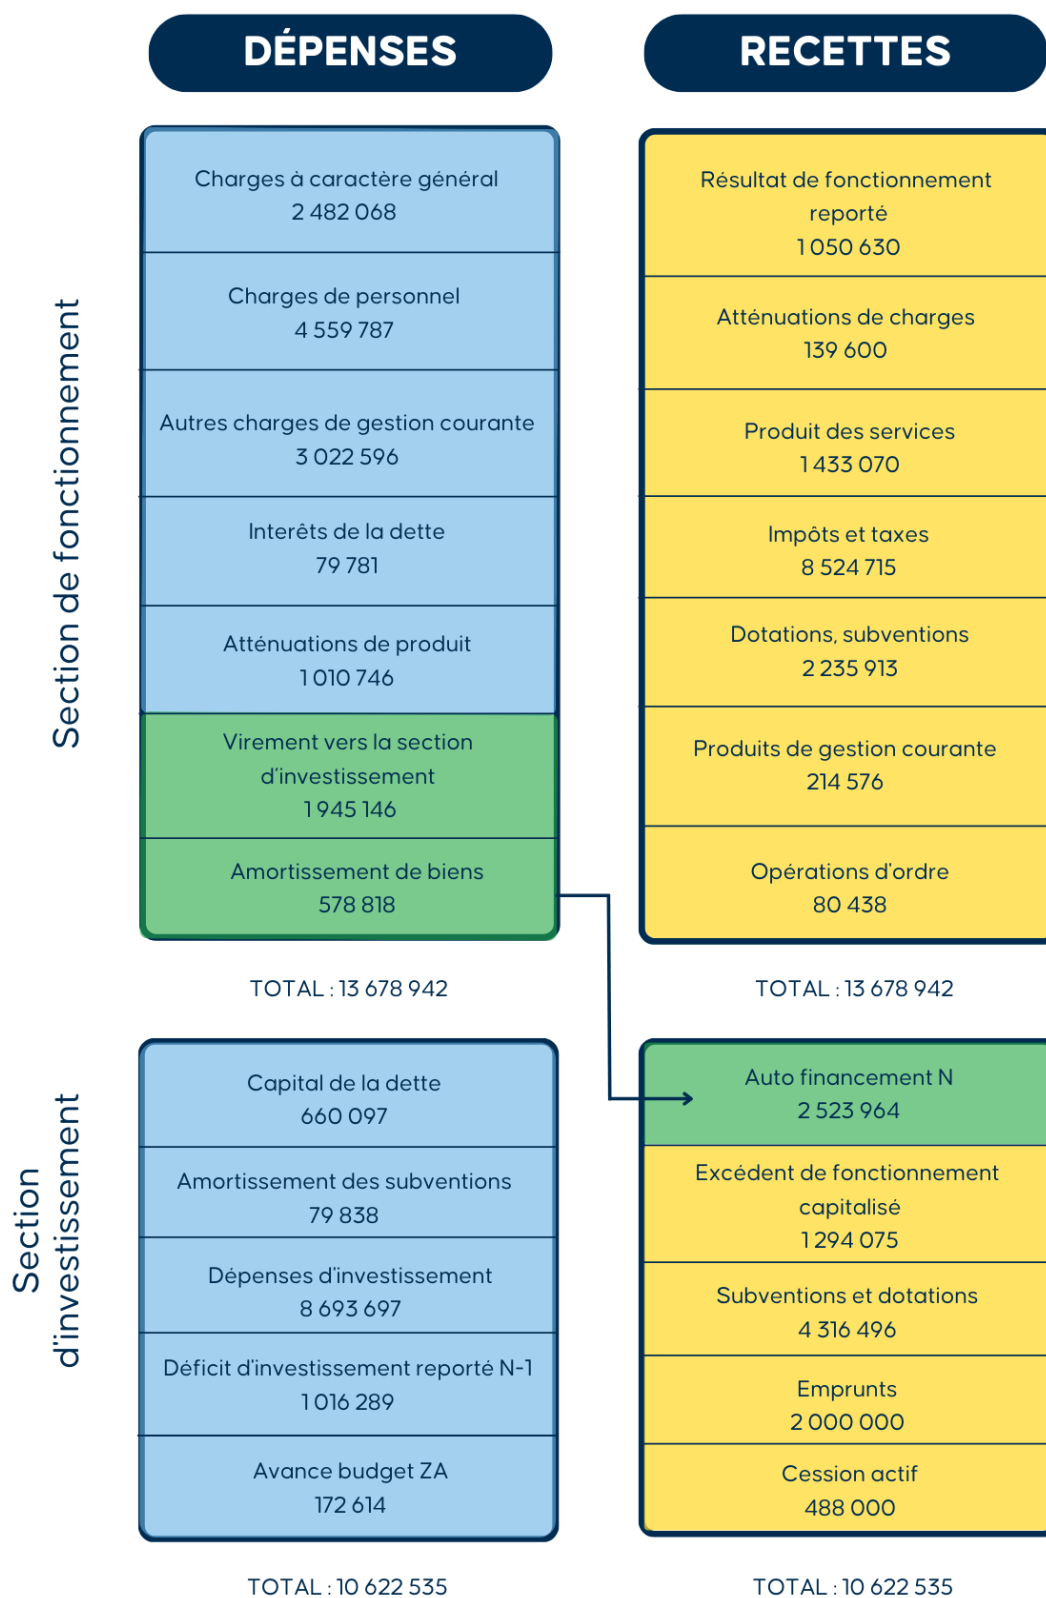 DÉPENSES
RECETTES
Section de fonctionnement
Charges à caractère général
2 482 068
Charges de personnel
4 559 787
Autres charges de gestion courante
3 022 596
Interêts de la dette
79 781
Atténuations de produit
1 010 746
Virement vers la section
d'investissement
1 945 146
Amortissement de biens
578 818
TOTAL : 13 678 942
Résultat de fonctionnement
reporté
1 050 630
Atténuations de charges
139 600
Produit des services
1 433 070
Impôts et taxes
8 524 715
Dotations, subventions
2 235 913
Produits de gestion courante
214 576
Opérations d'ordre
80 438
TOTAL : 13 678 942
Section
d'investissement
Capital de la dette
660 097
Amortissement des subventions
79 838
Dépenses d'investissement
8 693 697
Déficit d'investissement reporté N-1
1 016 289
Avance budget ZA
172 614
TOTAL : 10 622 535
Auto financement N
2 523 964
Excédent de fonctionnement
capitalisé
1 294 075
Subventions et dotations
4 316 496
Emprunts
2 000 000
Cession actif
488 000
TOTAL : 10 622 535